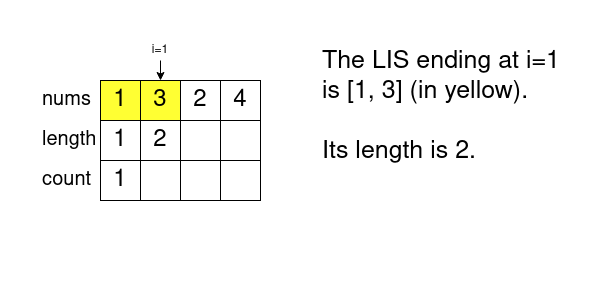 i=1
nums 1 3 2 4
length 1 2
count 1
The LIS ending at i=1
is [1, 3] (in yellow).
Its length is 2.